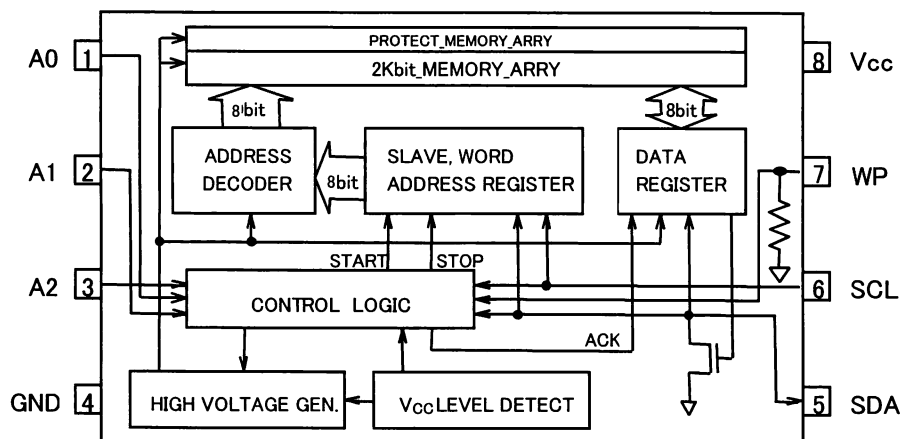 PROTECT_MEMORY_ARRY
A0 1
2Kbit_MEMORY_ARRY
8 Vcc
8bit
8bit
ADDRESS
DECODER
8bit
SLAVE, WORD
ADDRESS REGISTER
DATA
REGISTER
A1 2
7 WP
START
STOP
A2 3
CONTROL LOGIC
6 SCL
ACK
GND 4
HIGH VOLTAGE GEN.
VCC LEVEL DETECT
5 SDA